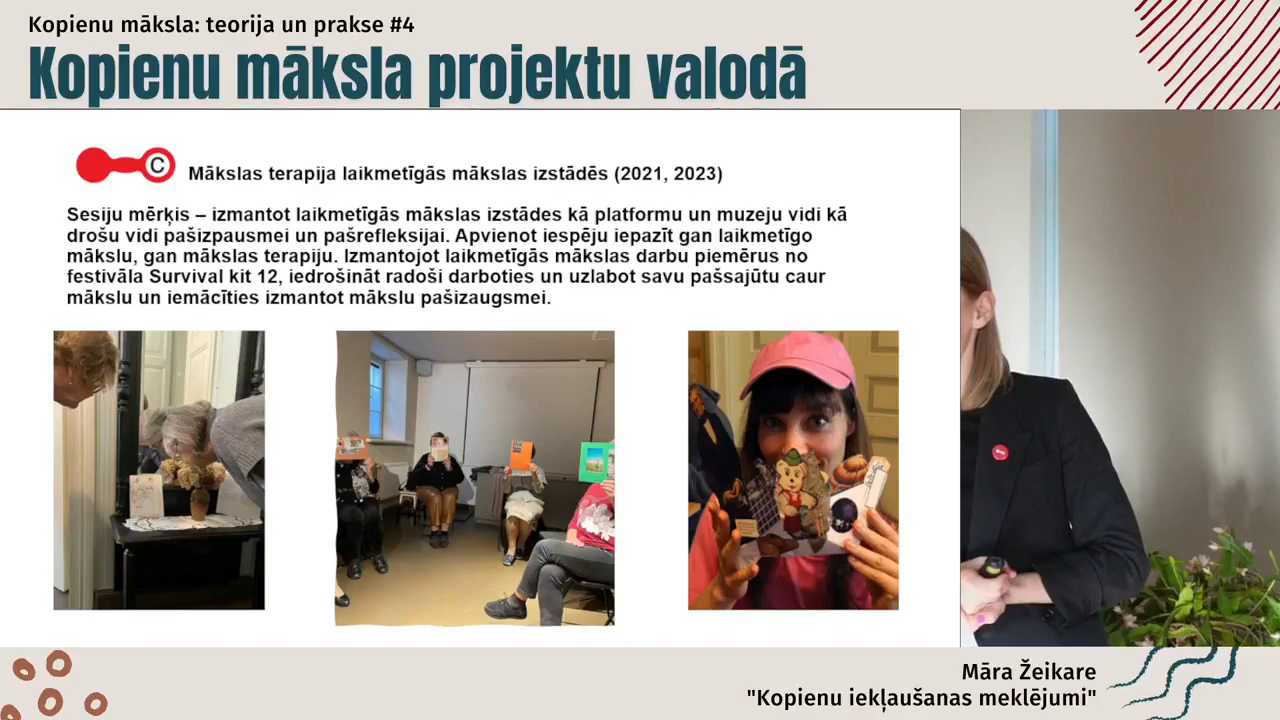 Kopienu māksla: teorija un prakse #4
Kopienu māksla projektu valodā
C
Mākslas terapija laikmetīgās mākslas izstādēs (2021, 2023)
Sesiju mērķis – izmantot laikmetīgās mākslas izstādes kā platformu un muzeju vidi kā
drošu vidi pašizpausmei un pašrefleksijai. Apvienot iespēju iepazīt gan laikmetīgo
mākslu, gan mākslas terapiju. Izmantojot laikmetīgās mākslas darbu piemērus no
festivāla Survival kit 12, iedrošināt radoši darboties un uzlabot savu pašsajūtu caur
mākslu un iemācīties izmantot mākslu pašizaugsmei.
Māra Žeikare
"Kopienu iekļaušanas meklējumi"